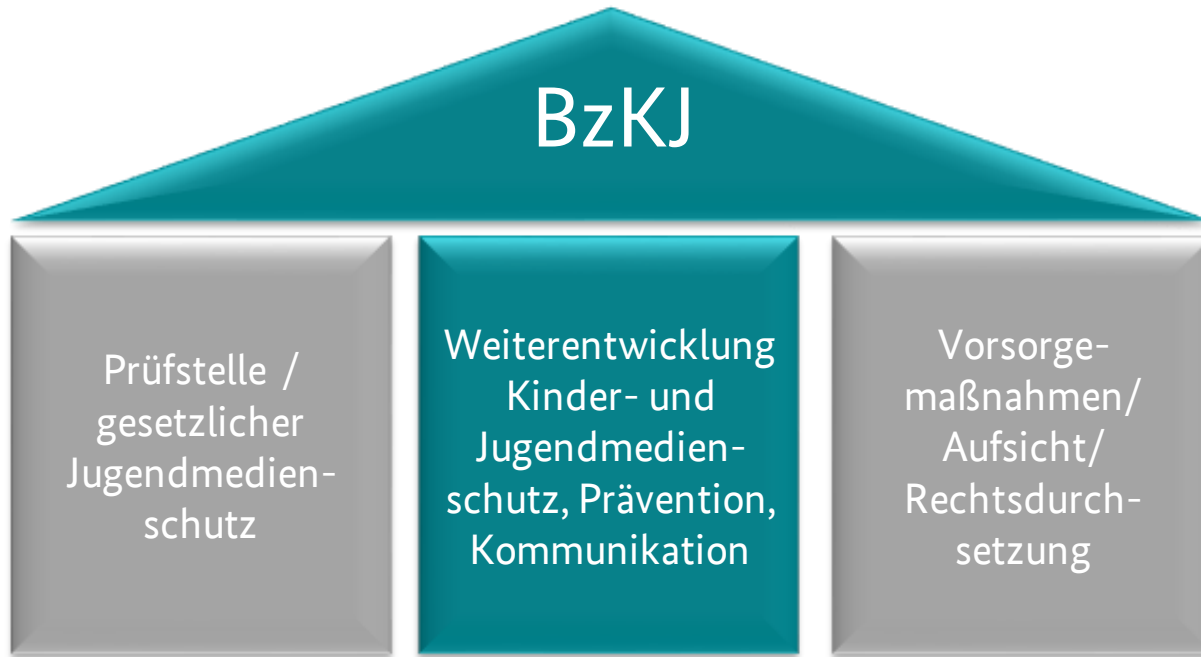 BzKJ
Prüfstelle /
gesetzlicher
Jugendmedien-
schutz
Weiterentwicklung
Kinder- und
Jugendmedien-
schutz, Prävention,
Kommunikation
Vorsorge-
maßnahmen/
Aufsicht/
Rechtsdurch-
setzung